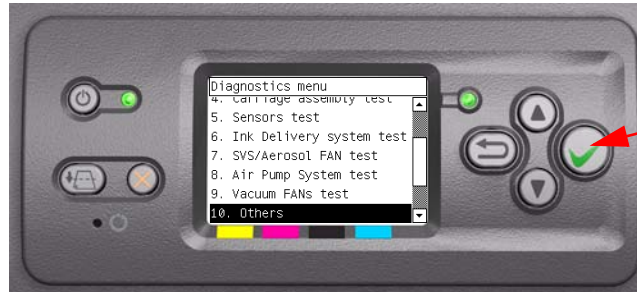 Diagnostics menu
4. Carriage assembly test
5. Sensors test
6. Ink Delivery system test
7. SVS/Aerosol FAN test
8. Air Pump System test
9. Vacuum FANs test
10. Others